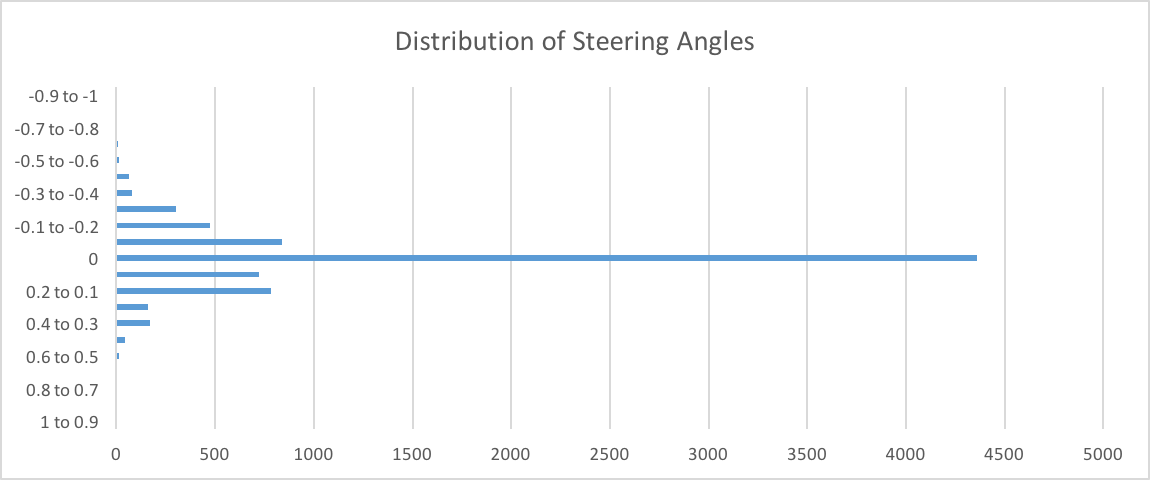 Distribution of Steering Angles
-0.9 to -1
-0.7 to -0.8
-0.5 to -0.6
-0.3 to -0.4
-0.1 to -0.2
0
0.2 to 0.1
0.4 to 0.3
0.6 to 0.5
0.8 to 0.7
1 to 0.9
0 500 1000 1500 2000 2500 3000 3500 4000 4500 5000